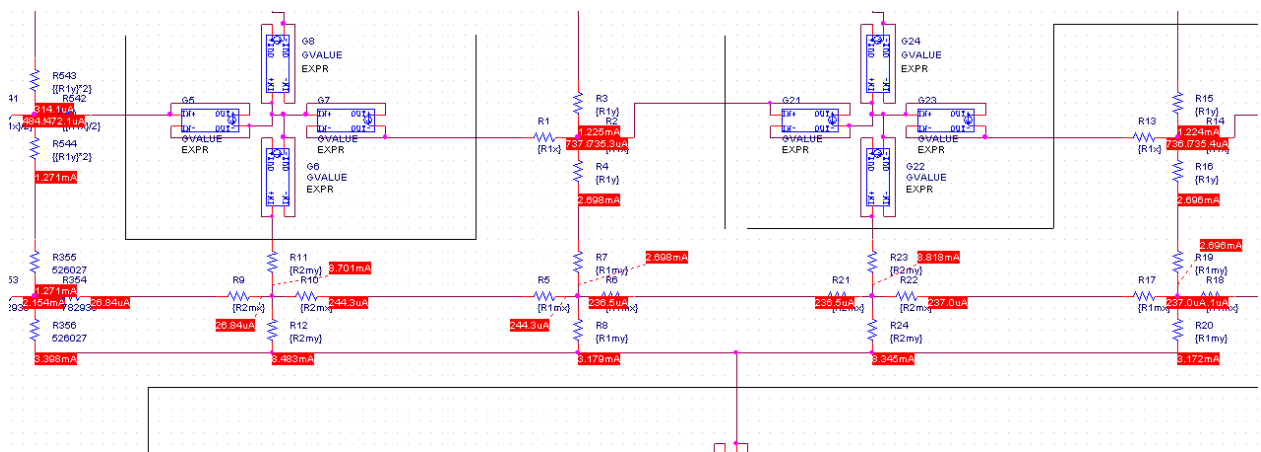 G8
GVALUE
EXPR
G24
GVALUE
EXPR
R543
{{R1y}*2}
41
R542
314.1uA
472.1uA
R544
{{R1y}*2}
1.271mA
G5
G7
GVALUE
EXPR
GVALUE
EXPR
G6
GVALUE
EXPR
R3
{R1y}
R1
{R1x}
R2
1.225mA
735.3uA
R4
{R1y}
2.698mA
G21
G23
GVALUE
EXPR
GVALUE
EXPR
G22
GVALUE
EXPR
R15
{R1y}
R13
{R1x}
R14
1.224mA
735.4uA
R16
{R1y}
2.696mA
R355
526027
1.271mA
53
R354
2.154mA
26.84uA
R356
526027
3.398mA
R11
{R2my}
8.701mA
R9
R10
{R2mx}
26.84uA
244.3uA
R12
{R2my}
8.483mA
R7
{R1my}
2.698mA
R5
R6
{R1mx}
236.5uA
244.3uA
R8
{R1my}
3.179mA
R23
{R2my}
8.818mA
R21
R22
236.5uA
237.0uA
{R2mx}
R24
{R2my}
8.345mA
2.696mA
R19
{R1my}
R17
R18
{R1mx}
237.0uA
R20
{R1my}
3.172mA